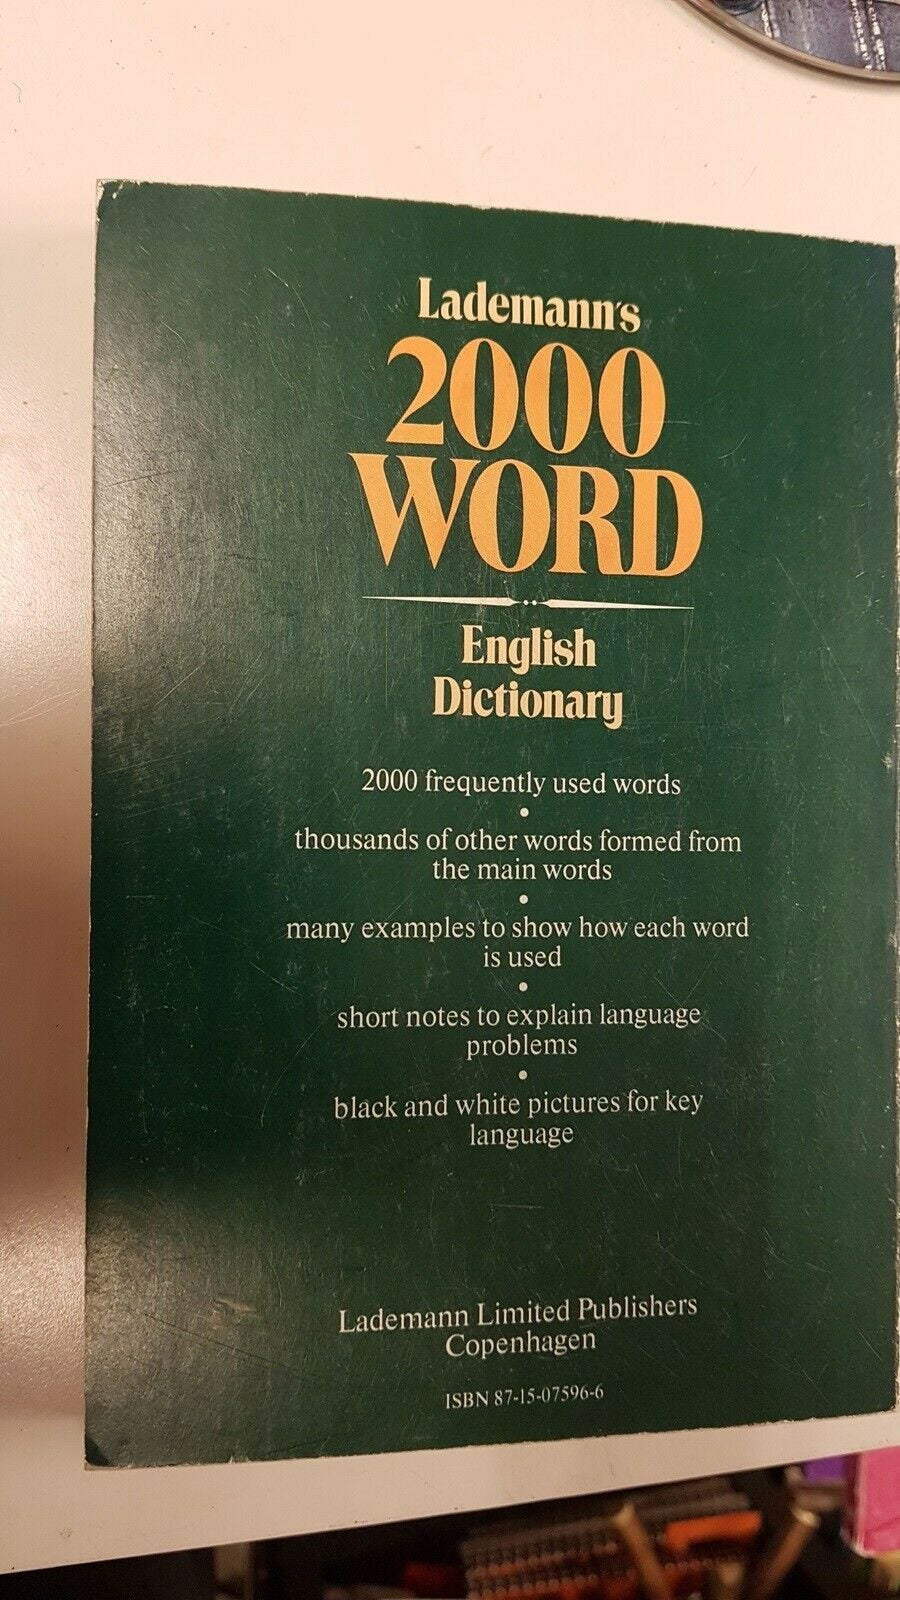 Lademann's
2000
WORD
English
Dictionary
2000 frequently used words
•
thousands of other words formed from
the main words
•
many examples to show how each word
is used
•
short notes to explain language
problems
•
black and white pictures for key
language
Lademann Limited Publishers
Copenhagen
ISBN 87-15-07596-6